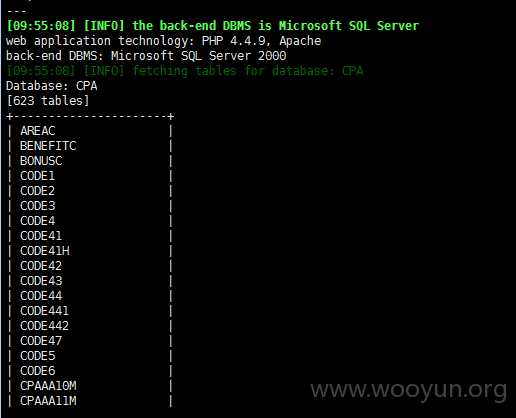 ---
[09:55:08] [INFO] the back-end DBMS is Microsoft SQL Server
web application technology: PHP 4.4.9, Apache
back-end DBMS: Microsoft SQL Server 2000
[09:55:08] [INFO] fetching tables for database: CPA
Database: CPA
[623 tables]
+----------------------+
| AREAC |
| BENEFITC |
| BONUSC |
| CODE1 |
| CODE2 |
| CODE3 |
| CODE4 |
| CODE41 |
| CODE41H |
| CODE42 |
| CODE43 |
| CODE44 |
| CODE441 |
| CODE442 |
| CODE47 |
| CODE5 |
| CODE6 |
| CPAAA10M |
| CPAAA11M |
www.wooyun.org